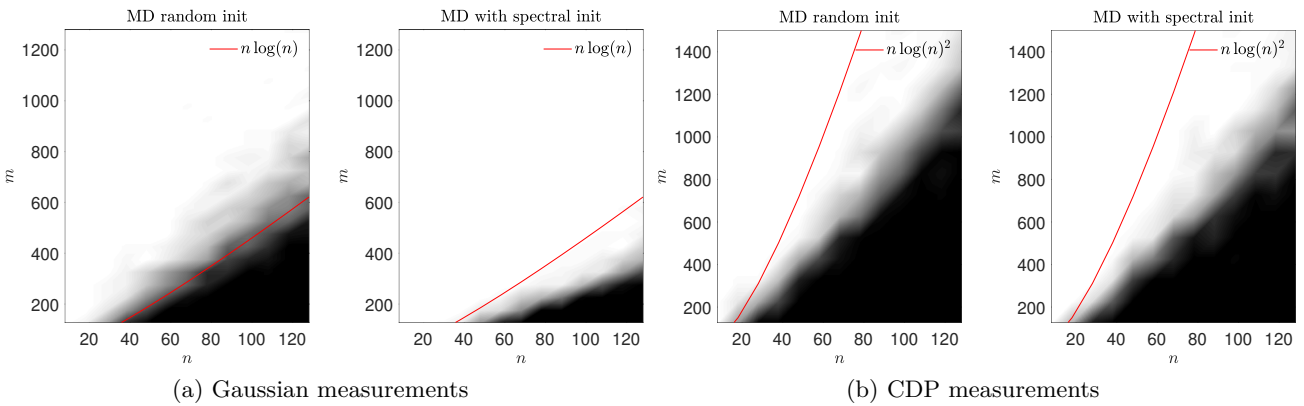 MD random init
MD with spectral init
MD random init
MD with spectral init
n log(n)
n log(n)
n log(n)²
n log(n)²
m
1200
1000
800
600
400
200
20 40 60 80 100 120
n
m
1200
1000
800
600
400
200
20 40 60 80 100 120
n
m
1400
1200
1000
800
600
400
200
20 40 60 80 100 120
n
m
1400
1200
1000
800
600
400
200
20 40 60 80 100 120
n
(a) Gaussian measurements
(b) CDP measurements